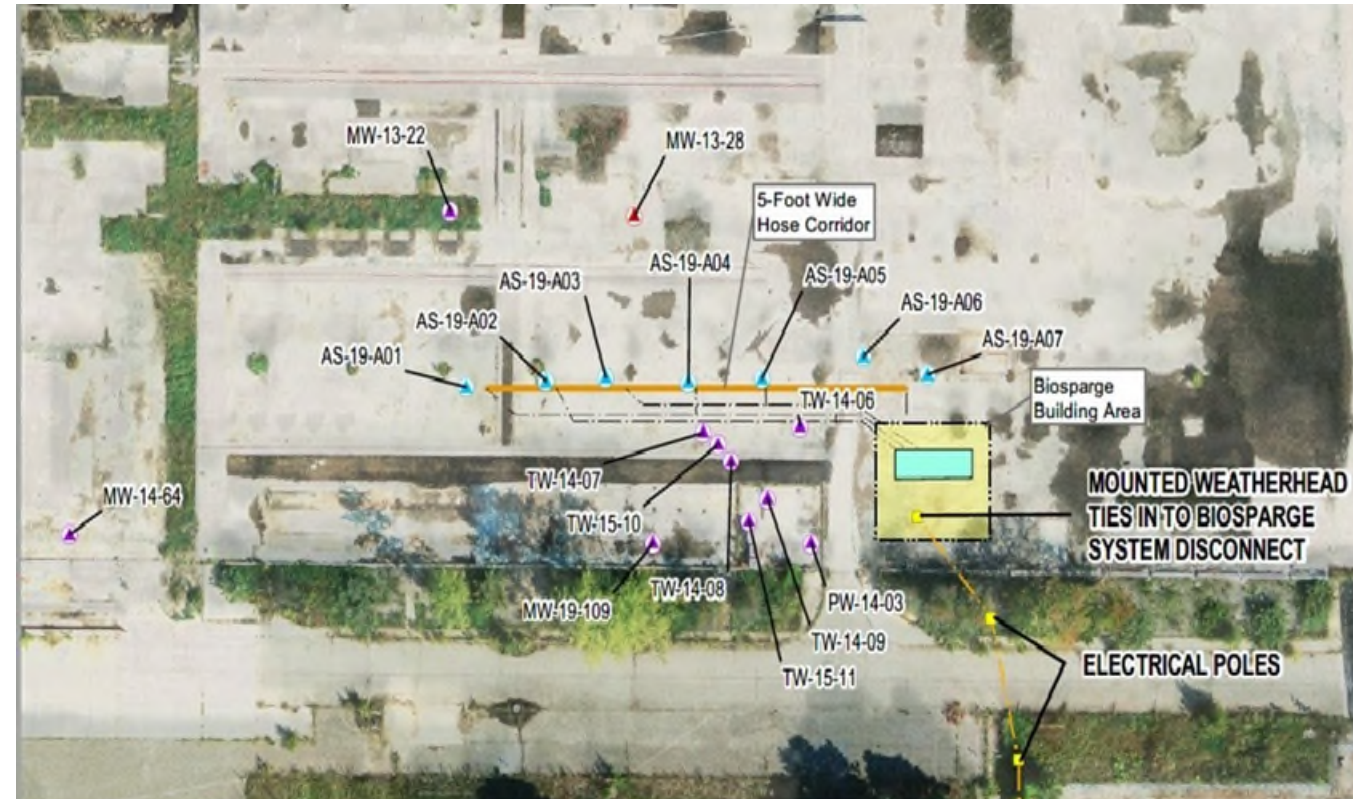 MW-13-22
MW-13-28
5-Foot Wide
Hose Corridor
AS-19-A04
AS-19-A03
AS-19-A05
AS-19-A06
AS-19-A02
AS-19-A07
AS-19-A01
Biosparge
Building Area
TW-14-06
TW-14-07
MOUNTED WEATHERHEAD
TIES IN TO BIOSPARGE
SYSTEM DISCONNECT
MW-14-64
TW-15-10
TW-14-08
MW-19-109
PW-14-03
TW-14-09
TW-15-11
ELECTRICAL POLES